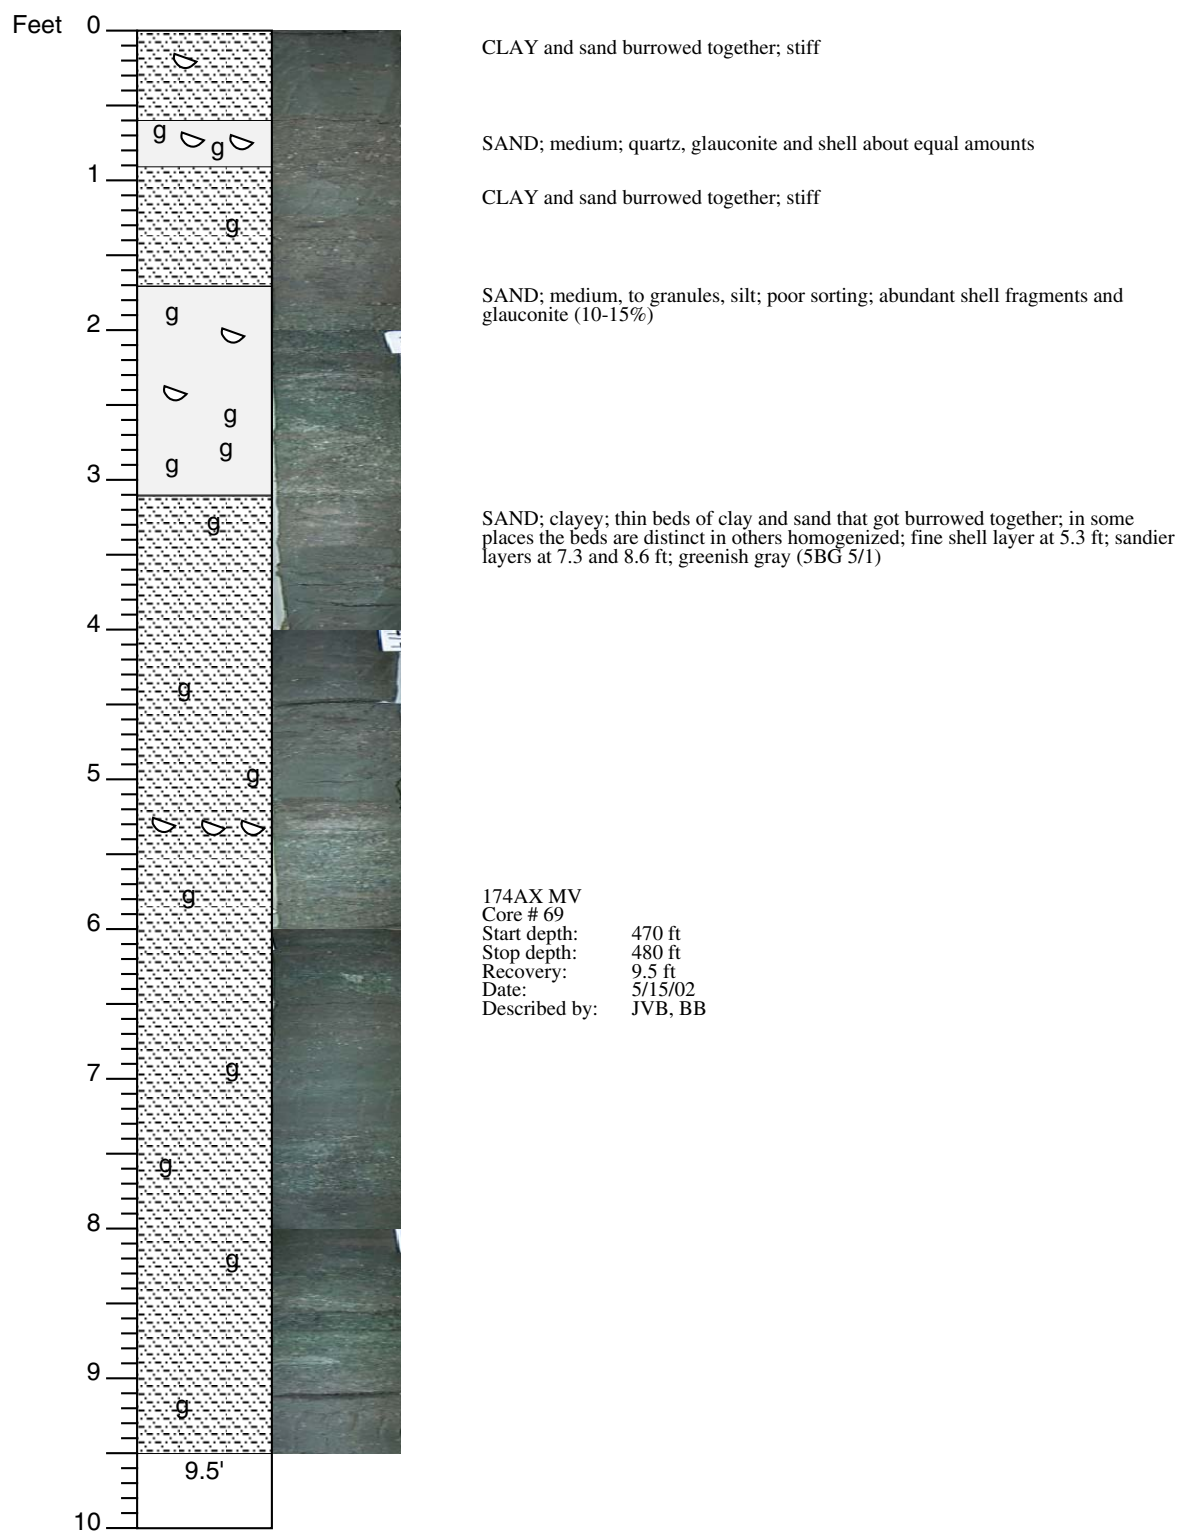 Feet 0
CLAY and sand burrowed together; stiff
g g
SAND; medium; quartz, glauconite and shell about equal amounts
1
CLAY and sand burrowed together; stiff
g
SAND; medium, to granules, silt; poor sorting; abundant shell fragments and
glauconite (10-15%)
g
2
g
g
g
3
SAND; clayey; thin beds of clay and sand that got burrowed together; in some
places the beds are distinct in others homogenized; fine shell layer at 5.3 ft; sandier
layers at 7.3 and 8.6 ft; greenish gray (5BG 5/1)
g
4
g
5
g
g
174AX MV
Core # 69
6
Start depth: 470 ft
Stop depth: 480 ft
Recovery: 9.5 ft
Date: 5/15/02
Described by: JVB, BB
7
g
g
8
g
9
g
9.5'
10